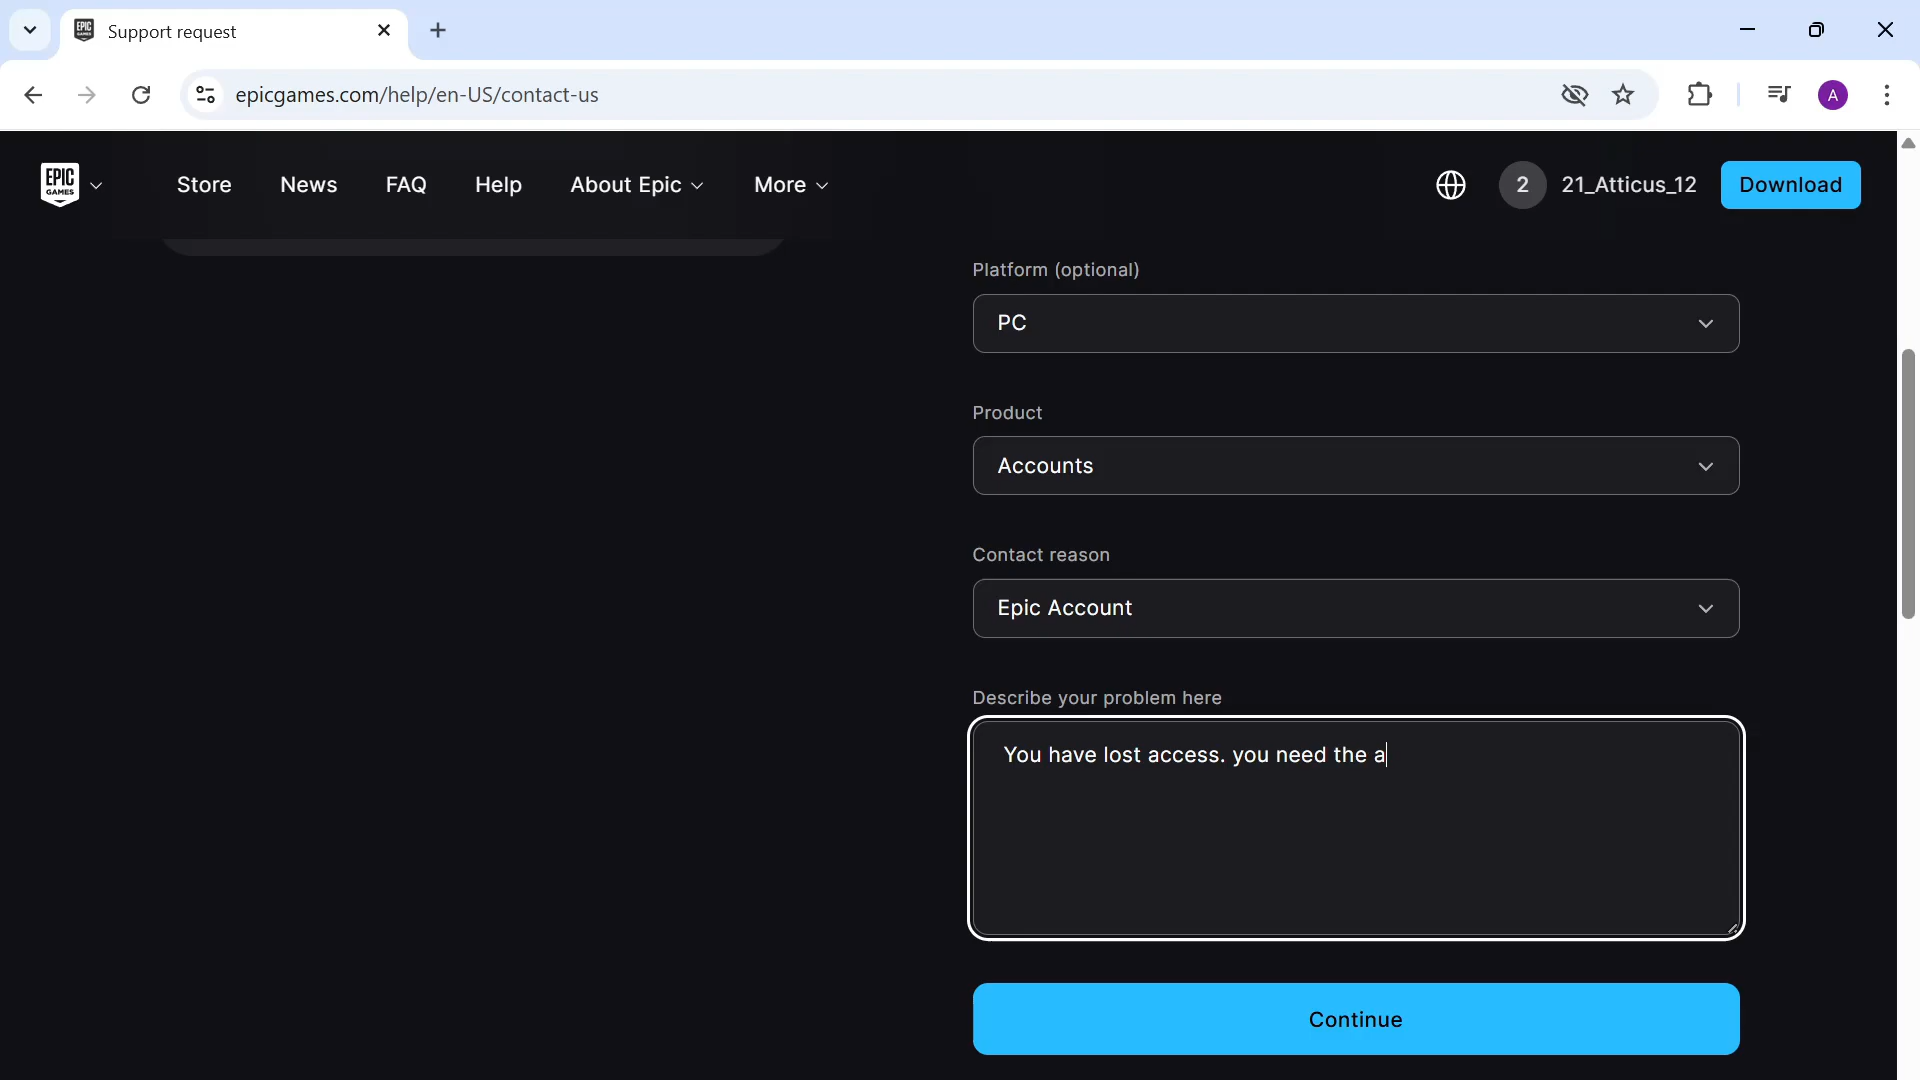 Support request
epicgames.com/help/en-US/contact-us
A
EPIC GAMES
Store
News
FAQ
Help
About Epic
More
2
21_Atticus_12
Download
Platform (optional)
PC
Product
Accounts
Contact reason
Epic Account
Describe your problem here
You have lost access. you need the a
Continue